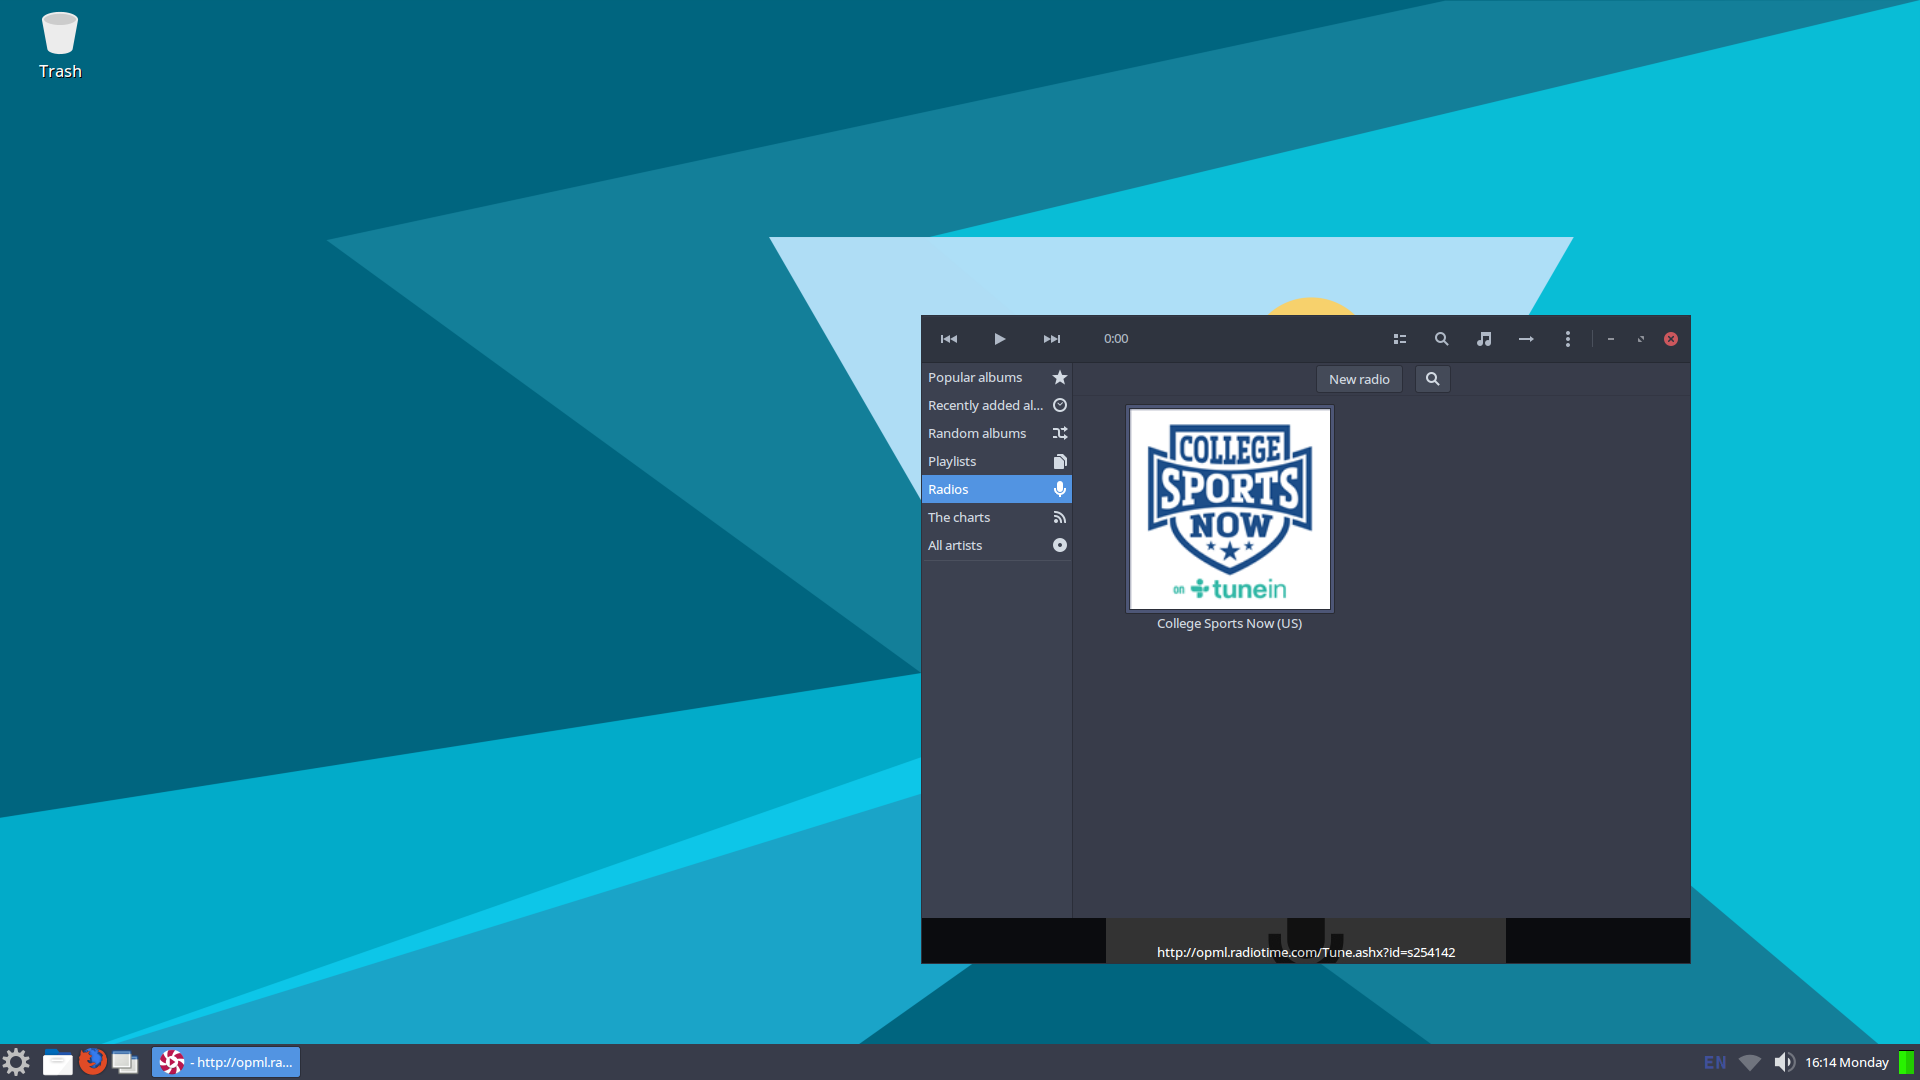 Trash
0:00
Popular albums
Recently added al...
Random albums
Playlists
Radios
The charts
All artists
New radio
COLLEGE
SPORTS
NOW
on tunein
College Sports Now (US)
http://opml.radiotime.com/Tune.ashx?id=s254142
- http://opml.ra...
EN
16:14 Monday